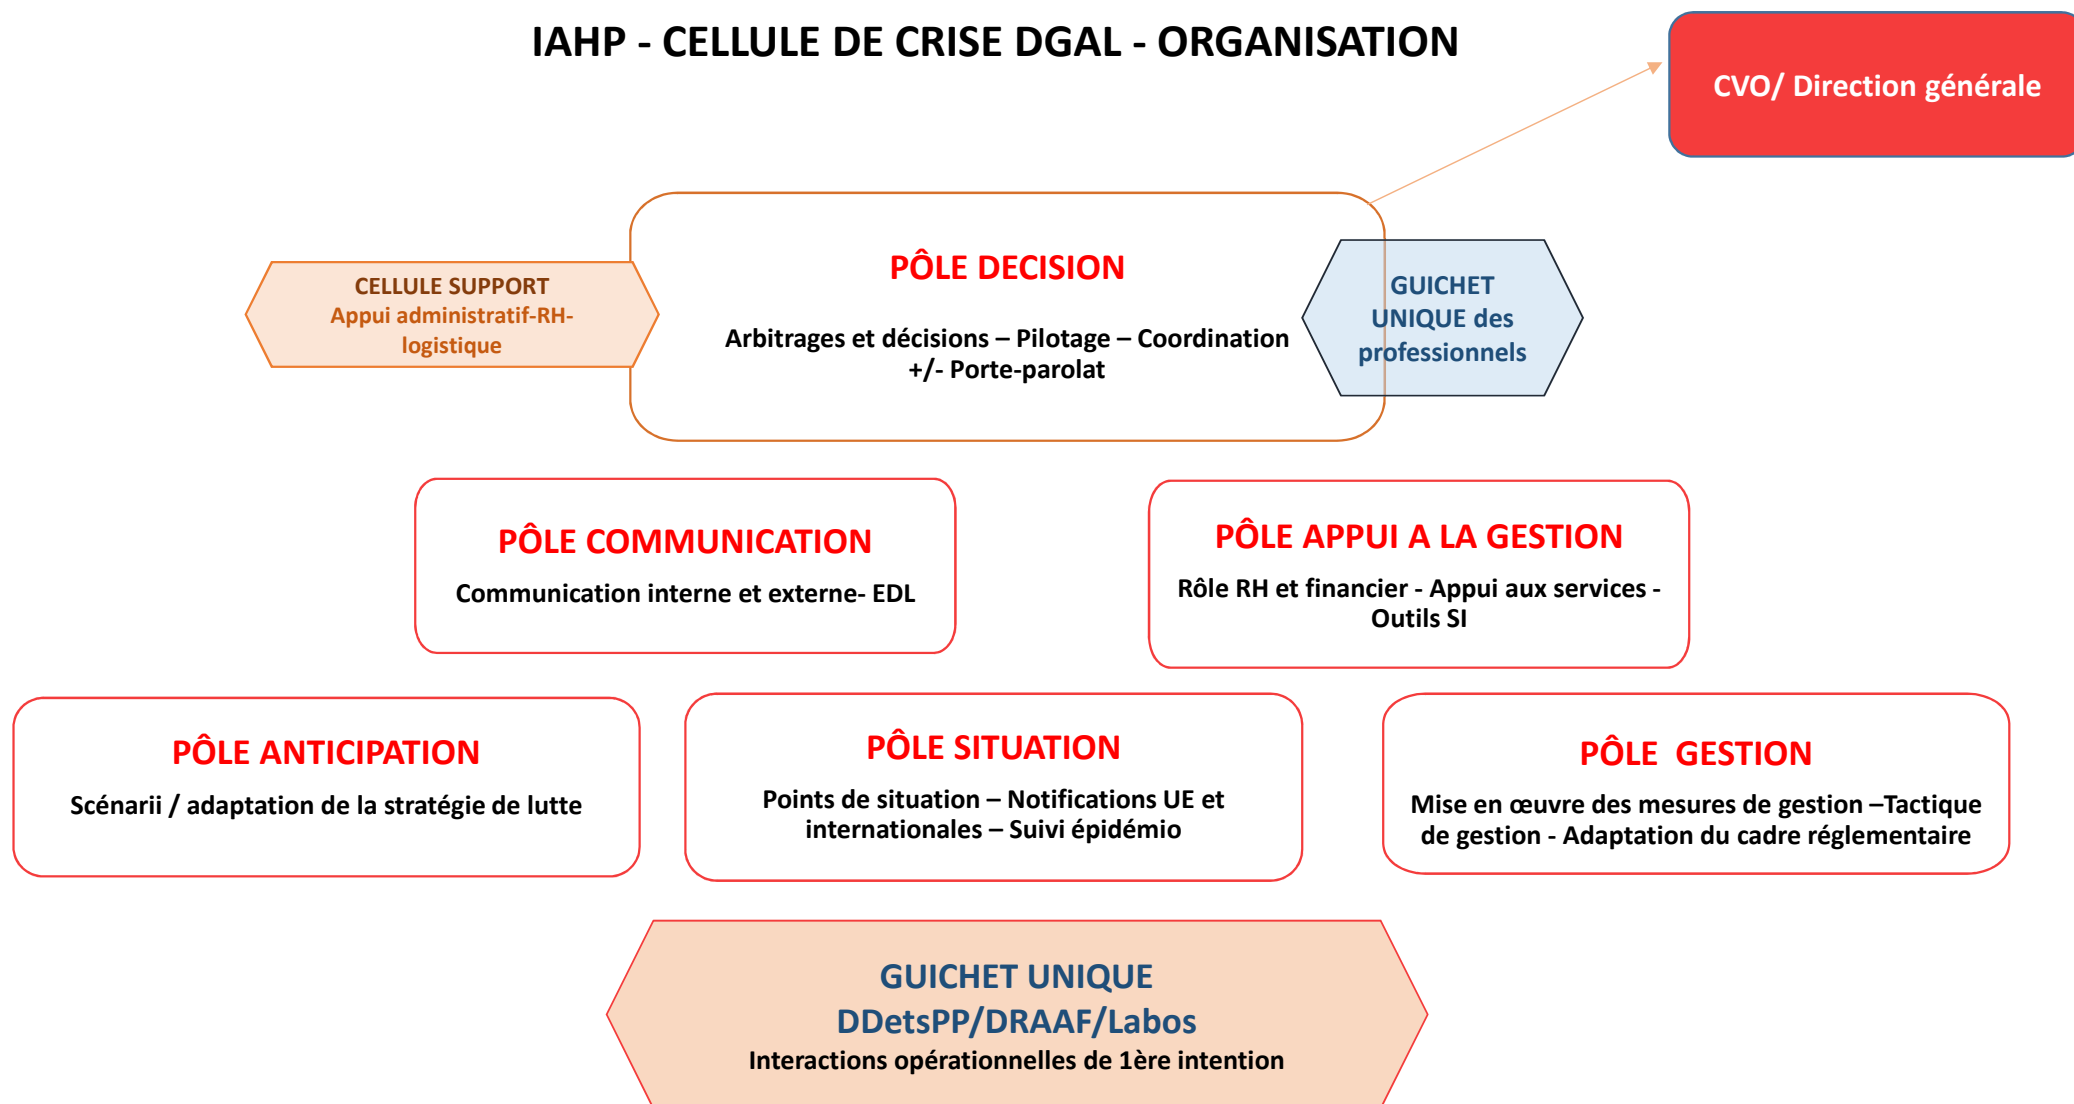 IAHP - CELLULE DE CRISE DGAL - ORGANISATION
CVO/ Direction générale
CELLULE SUPPORT
Appui administratif-RH-
logistique
PÔLE DECISION
Arbitrages et décisions – Pilotage – Coordination
+/- Porte-parolat
GUICHET
UNIQUE des
professionnels
PÔLE COMMUNICATION
Communication interne et externe- EDL
PÔLE APPUI A LA GESTION
Rôle RH et financier - Appui aux services -
Outils SI
PÔLE ANTICIPATION
Scénarii / adaptation de la stratégie de lutte
PÔLE SITUATION
Points de situation – Notifications UE et
internationales – Suivi épidémio
PÔLE  GESTION
Mise en œuvre des mesures de gestion –Tactique
de gestion - Adaptation du cadre réglementaire
GUICHET UNIQUE
DDetsPP/DRAAF/Labos
Interactions opérationnelles de 1ère intention